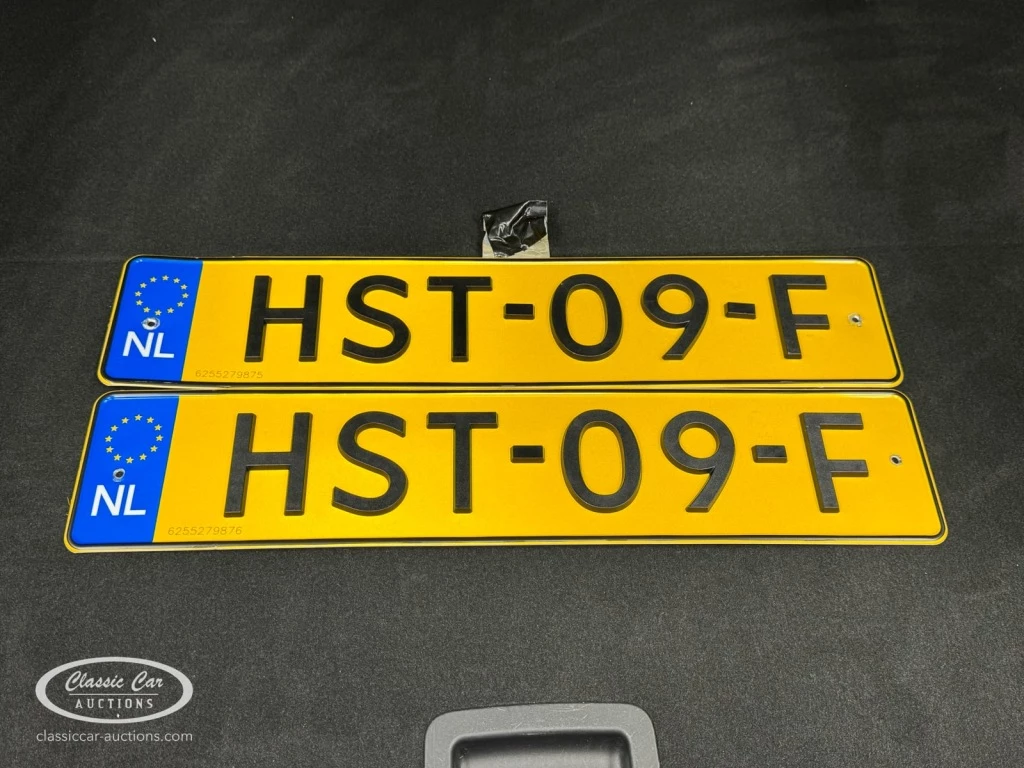 HST-09-F
NL
6255279875
HST-09-F
NL
6255279876
Classic Car
AUCTIONS
classiccar-auctions.com